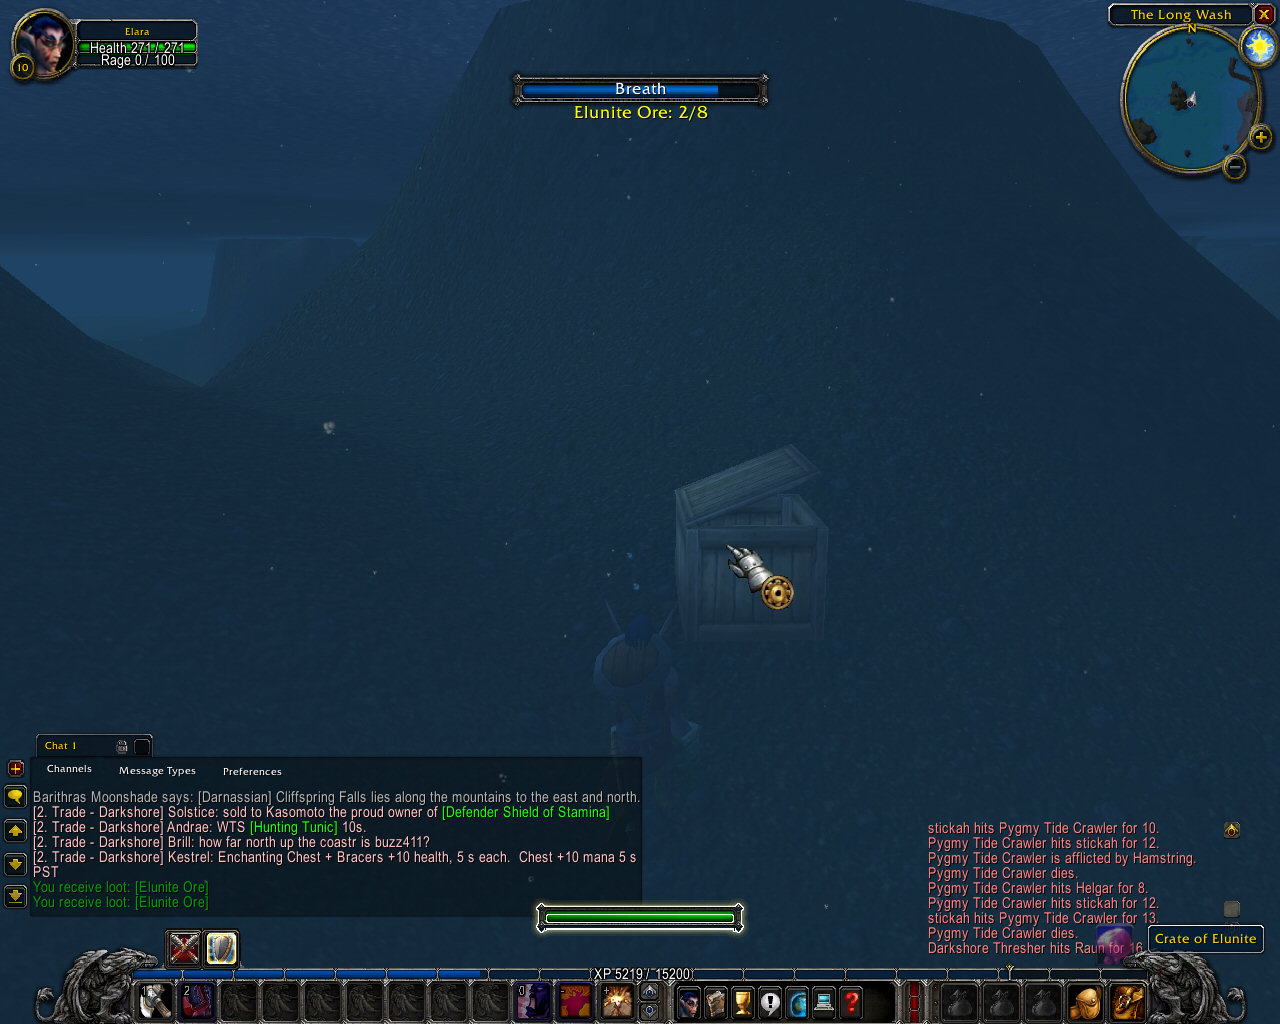 Elara
Health 271 / 271
Rage 0 / 100
10
The Long Wash
N
Breath
Elunite Ore: 2/8
Chat 1
Channels Message Types Preferences
Barithras Moonshade says: [Darnassian] Cliffspring Falls lies along the mountains to the east and north.
[2. Trade - Darkshore] Solstice: sold to Kasomoto the proud owner of [Defender Shield of Stamina]
[2. Trade - Darkshore] Andrae: WTS [Hunting Tunic] 10s.
[2. Trade - Darkshore] Brill: how far north up the coastr is buzz411?
[2. Trade - Darkshore] Kestrel: Enchanting Chest + Bracers +10 health, 5 s each. Chest +10 mana 5 s
PST
You receive loot: [Elunite Ore]
You receive loot: [Elunite Ore]
stickah hits Pygmy Tide Crawler for 10.
Pygmy Tide Crawler hits stickah for 12.
Pygmy Tide Crawler is afflicted by Hamstring.
Pygmy Tide Crawler dies.
Pygmy Tide Crawler hits Helgar for 8.
Pygmy Tide Crawler hits stickah for 12.
stickah hits Pygmy Tide Crawler for 13.
Pygmy Tide Crawler dies.
Darkshore Thresher hits Raun for 16
Crate of Elunite
XP 5219 / 15200
2
0
-
+